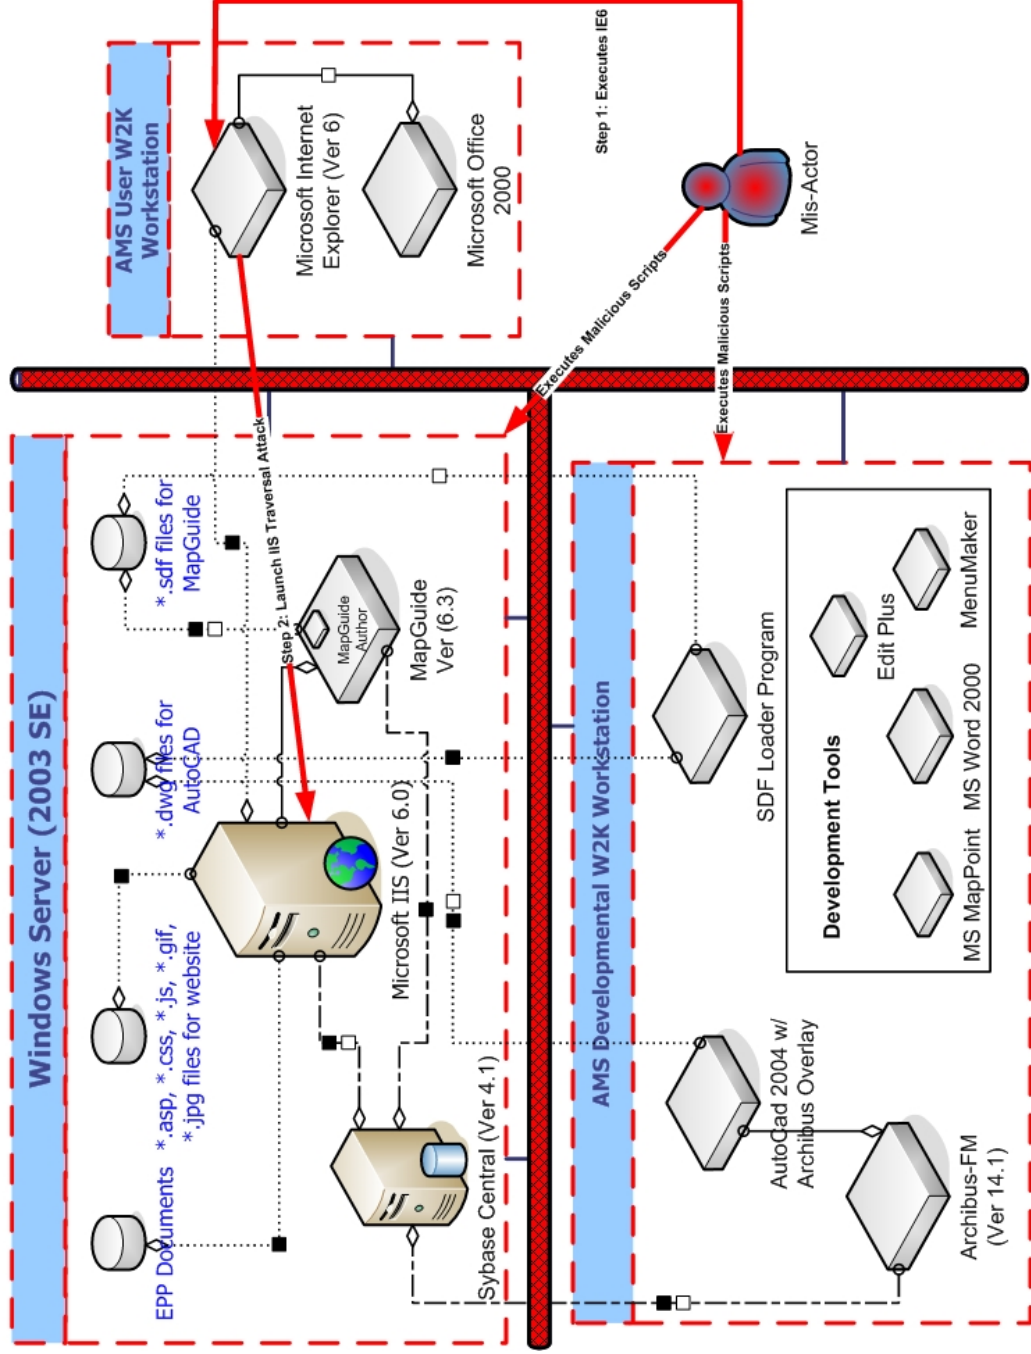 Windows Server (2003 SE)
EPP Documents
*.asp, *.css, *.js, *.gif,
*.jpg files for website
*.dwg files for
AutoCAD
*.sdf files for
MapGuide
Sybase Central (Ver 4.1)
Microsoft IIS (Ver 6.0)
MapGuide
Author
MapGuide
Ver (6.3)
Step 2: Launch IIS Traversal Attack
AMS User W2K
Workstation
Microsoft Internet
Explorer (Ver 6)
Microsoft Office
2000
Step 1: Executes IE6
Executes Malicious Scripts
Executes Malicious Scripts
Mis-Actor
AMS Developmental W2K Workstation
AutoCad 2004 w/
Archibus Overlay
Archibus-FM
(Ver 14.1)
SDF Loader Program
Development Tools
Edit Plus
MS MapPoint
MS Word 2000
MenuMaker